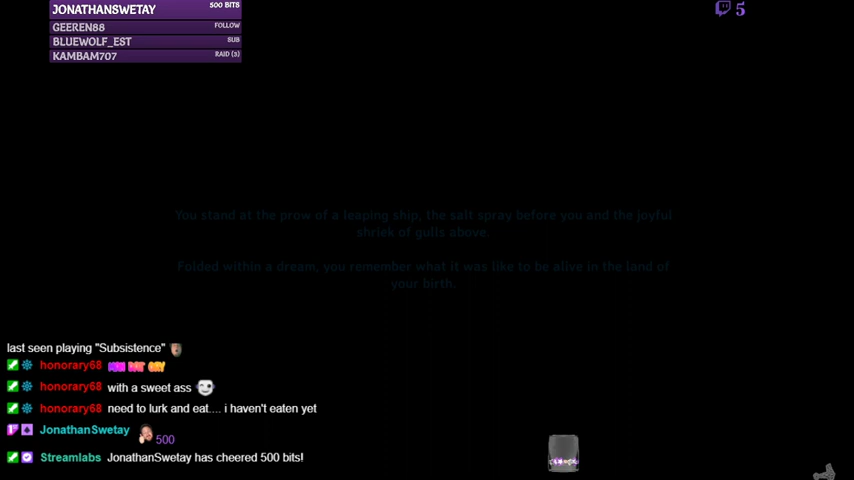 JONATHANSWETAY 500 BITS
GEEREN88 FOLLOW
BLUEWOLF_EST SUB
KAMBAM707 RAID (3)
5
You stand at the prow of a leaping ship, the salt spray before you and the joyful
shriek of gulls above.
Folded within a dream, you remember what it was like to be alive in the land of
your birth.
last seen playing "Subsistence"
honorary68
honorary68 with a sweet ass
honorary68 need to lurk and eat.... i haven't eaten yet
JonathanSwetay 500
Streamlabs JonathanSwetay has cheered 500 bits!